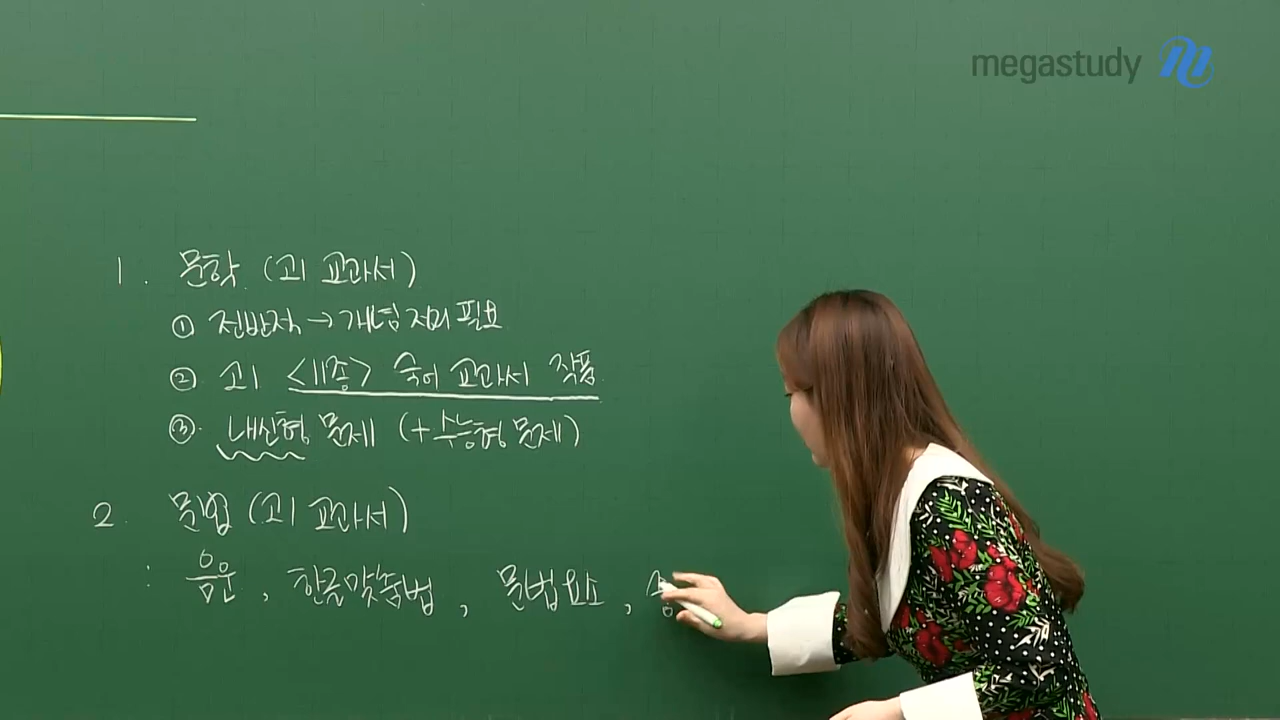 megastudy
1. 문학 (고1 교과서)
① 전반적 → 개념 정리 필요
② 고1 <11종> 국어 교과서 작품
③ 내신형 문제 (+수능형 문제)
2. 문법 (고1 교과서)
: 음운, 한글맞춤법, 문법요소,